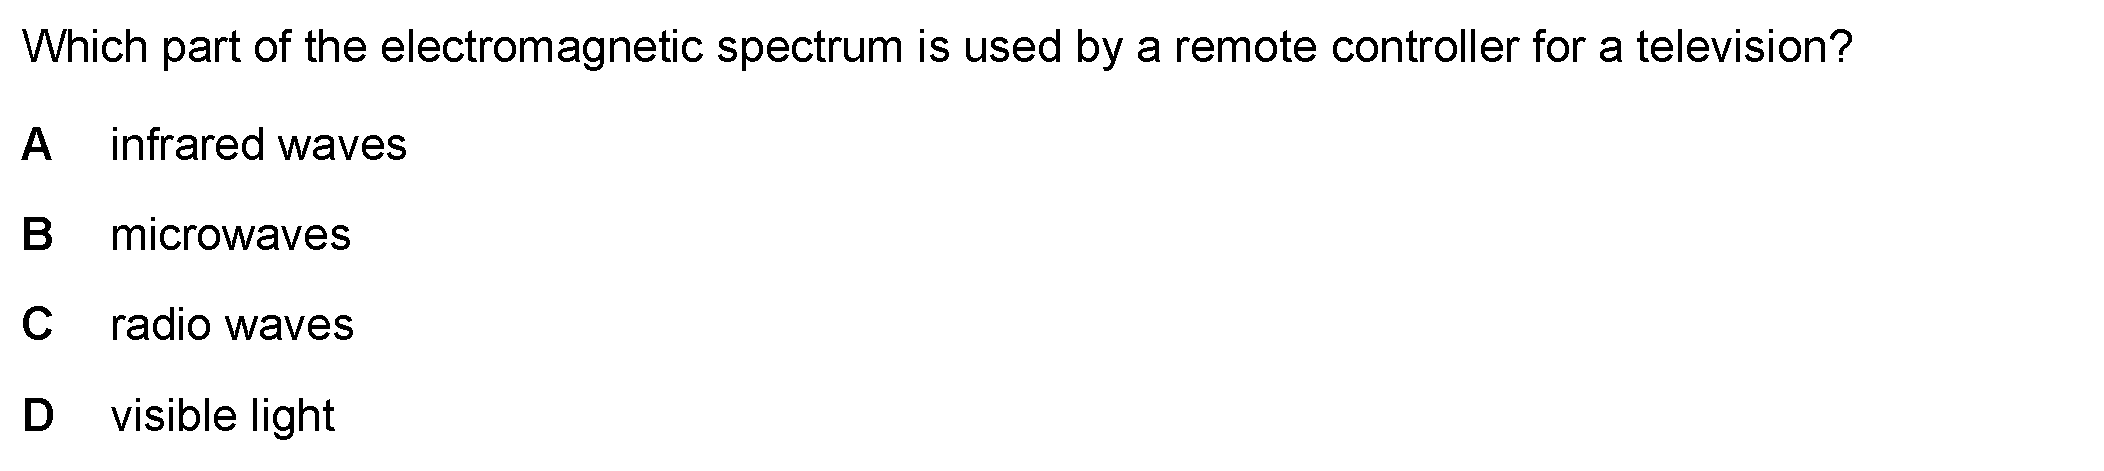 Which part of the electromagnetic spectrum is used by a remote controller for a television?
A infrared waves
B microwaves
C radio waves
D visible light